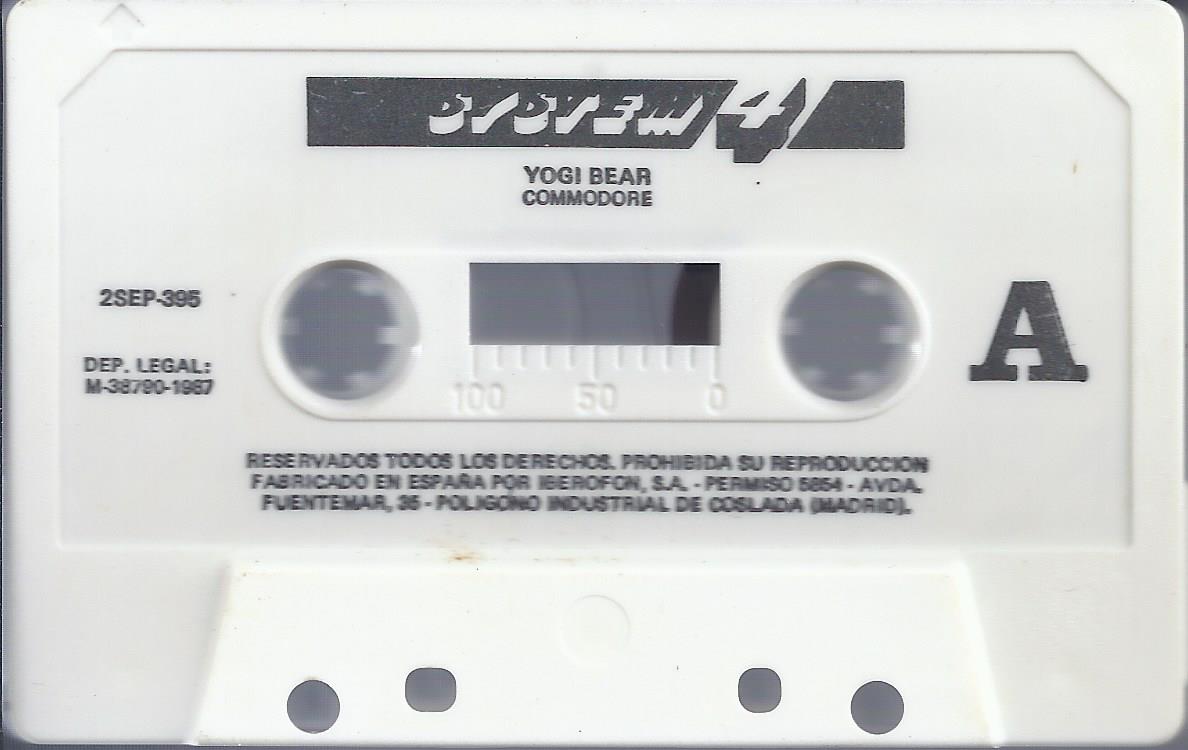 SYSTEM 4
YOGI BEAR
COMMODORE
2SEP-395
DEP. LEGAL:
M-38790-1987
A
100 50 0
RESERVADOS TODOS LOS DERECHOS. PROHIBIDA SU REPRODUCCION
FABRICADO EN ESPAÑA POR IBEROFON, S.A. - PERMISO 5854 - AVDA.
FUENTEMAR, 35 - POLIGONO INDUSTRIAL DE COSLADA (MADRID).